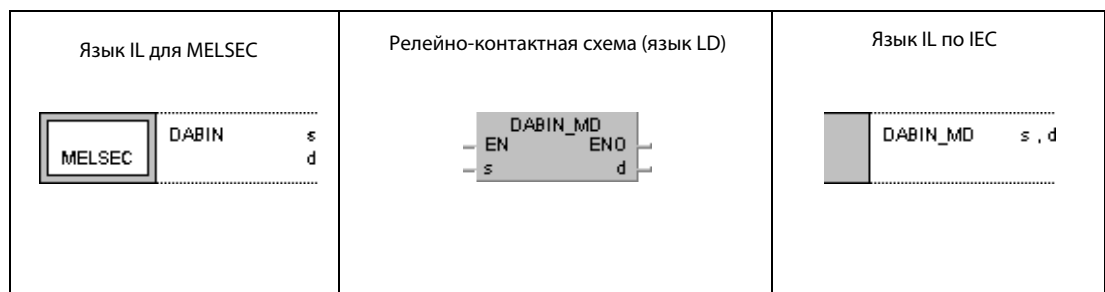 Язык IL для MELSEC
Релейно-контактная схема (язык LD)
Язык IL по IEC
MELSEC
DABIN s
d
DABIN_MD
EN ENO
s d
DABIN_MD s , d